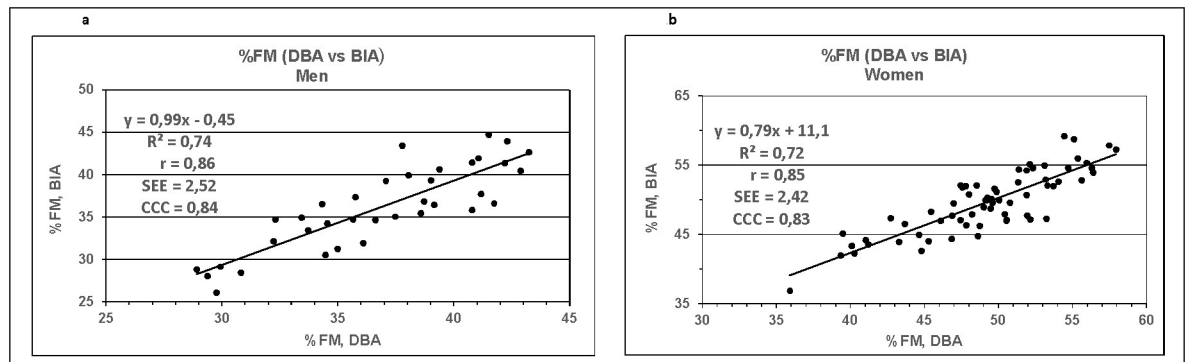 a
%FM (DBA vs BIA)
Men
50
45
40
35
30
25
y = 0,99x - 0,45
R² = 0,74
r = 0,86
SEE = 2,52
CCC = 0,84
% FM, BIA
25
30
35
40
45
% FM, DBA
b
%FM (DBA vs BIA)
Women
65
55
45
35
y = 0,79x + 11,1
R² = 0,72
r = 0,85
SEE = 2,42
CCC = 0,83
% FM, BIA
30
35
40
45
50
55
60
% FM, DBA